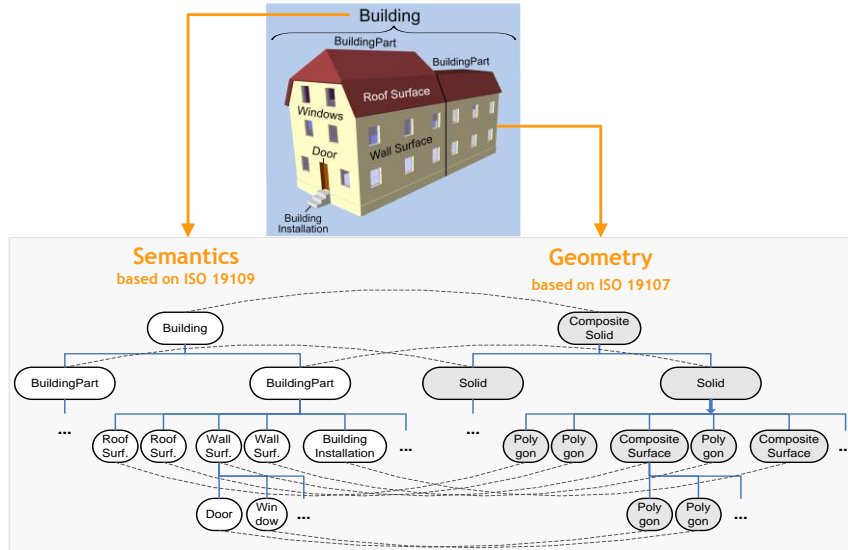 Building
BuildingPart
BuildingPart
Roof Surface
Windows
Door
Wall Surface
Building
Installation
Semantics
based on ISO 19109
Geometry
based on ISO 19107
Building
Composite
Solid
BuildingPart
BuildingPart
Solid
Solid
...
...
Roof
Surf.
Roof
Surf.
Wall
Surf.
Wall
Surf.
Building
Installation
...
Poly
gon
Poly
gon
Composite
Surface
Poly
gon
Composite
Surface
...
Door
Win
dow
...
Poly
gon
Poly
gon
...